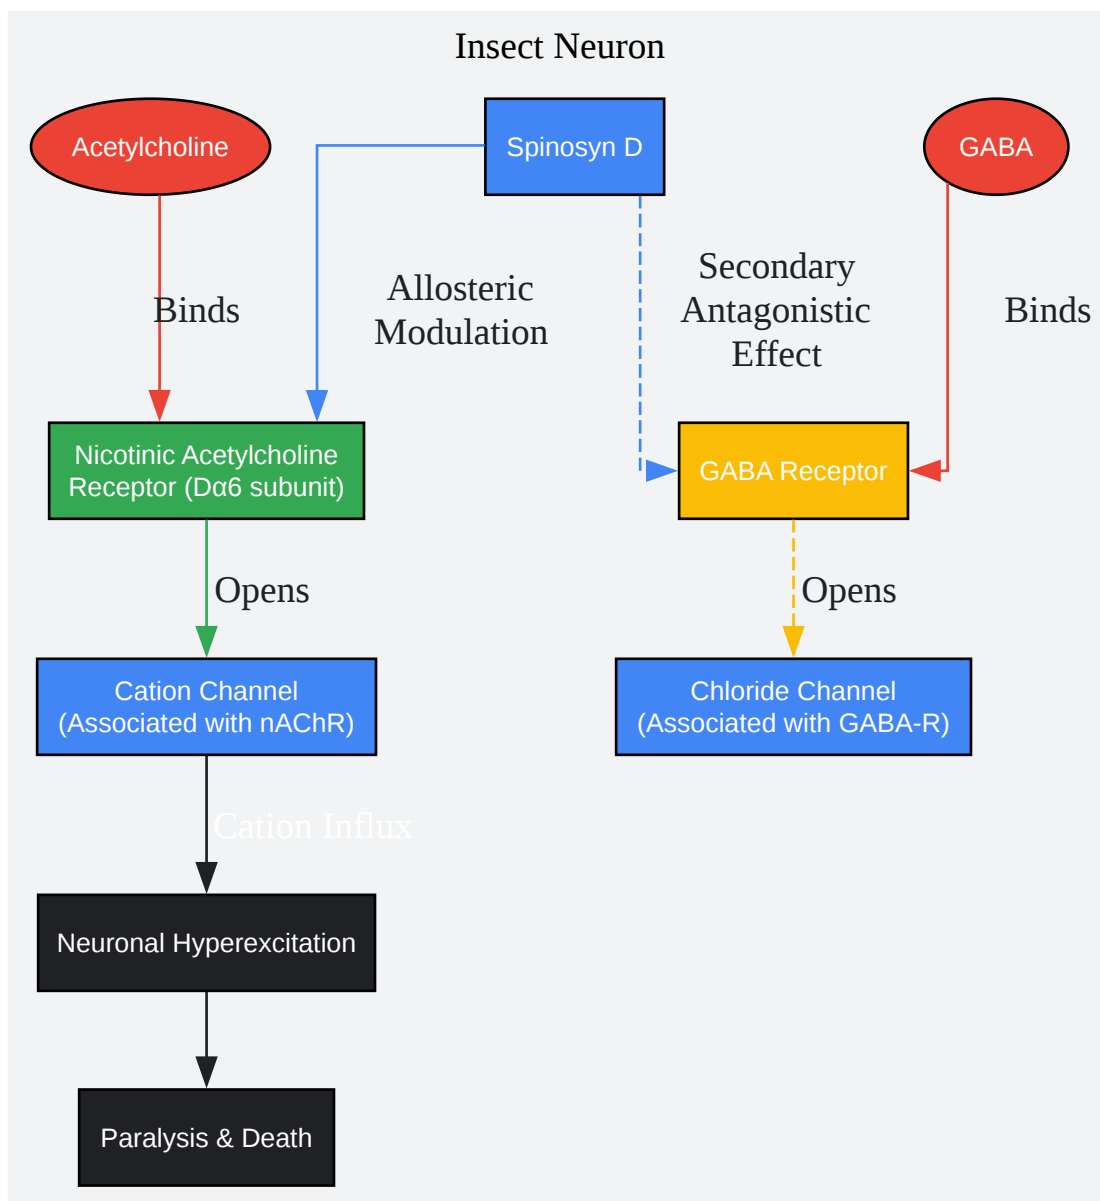 Insect Neuron
Acetylcholine
Spinosyn D
GABA
Binds
Allosteric
Modulation
Secondary
Antagonistic
Effect
Binds
Nicotinic Acetylcholine
Receptor (Dα6 subunit)
GABA Receptor
Opens
Opens
Cation Channel
(Associated with nAChR)
Chloride Channel
(Associated with GABA-R)
Cation Influx
Neuronal Hyperexcitation
Paralysis & Death